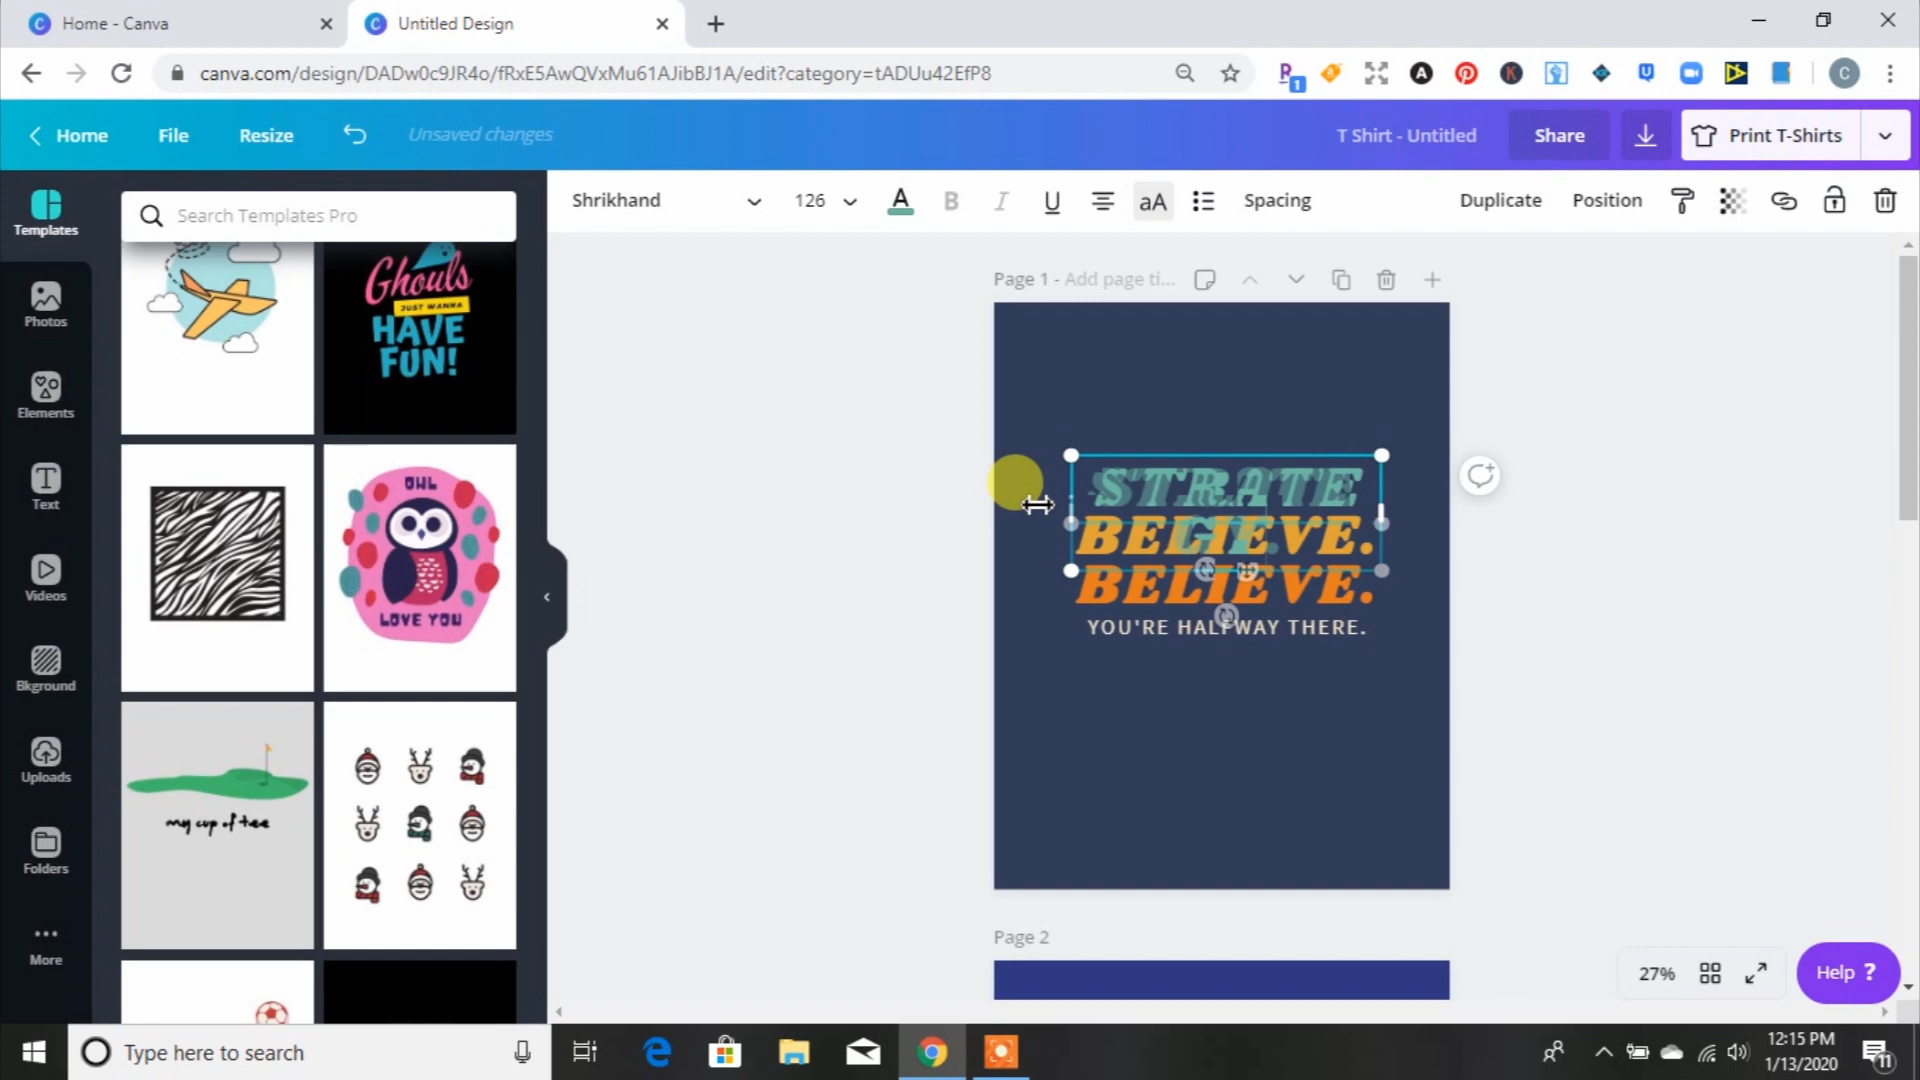 Home - Canva
Untitled Design
canva.com/design/DADw0c9JR4o/fRxE5AwQVxMu61AJibBJ1A/edit?category=tADUu42EfP8
1
C
Home
File
Resize
Unsaved changes
T Shirt - Untitled
Share
Print T-Shirts
Templates
Search Templates Pro
Shrikhand
126
A
B
I
U
aA
Spacing
Duplicate
Position
Photos
Elements
Text
Videos
Bkground
Uploads
Folders
More
Ghouls
JUST WANNA
HAVE
FUN!
OWL
LOVE YOU
my cup of tee
Page 1 - Add page ti...
STRATE
BELIEVE.
BELIEVE.
YOU'RE HALFWAY THERE.
Page 2
27%
Help ?
Type here to search
12:15 PM
1/13/2020
11